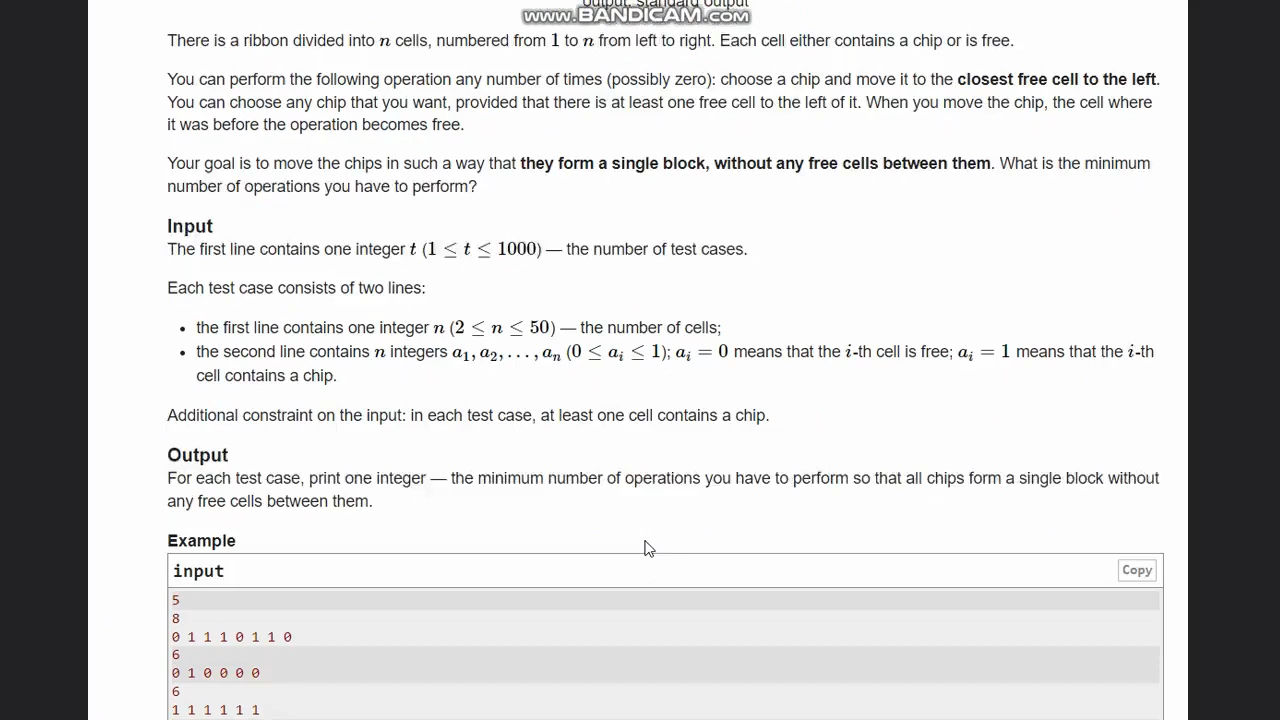 output: standard output
www.BANDICAM.com
There is a ribbon divided into n cells, numbered from 1 to n from left to right. Each cell either contains a chip or is free.
You can perform the following operation any number of times (possibly zero): choose a chip and move it to the closest free cell to the left.
You can choose any chip that you want, provided that there is at least one free cell to the left of it. When you move the chip, the cell where
it was before the operation becomes free.
Your goal is to move the chips in such a way that they form a single block, without any free cells between them. What is the minimum
number of operations you have to perform?
Input
The first line contains one integer t (1 ≤ t ≤ 1000) — the number of test cases.
Each test case consists of two lines:
• the first line contains one integer n (2 ≤ n ≤ 50) — the number of cells;
• the second line contains n integers a₁, a₂, . . . , aₙ (0 ≤ aᵢ ≤ 1); aᵢ = 0 means that the i-th cell is free; aᵢ = 1 means that the i-th
cell contains a chip.
Additional constraint on the input: in each test case, at least one cell contains a chip.
Output
For each test case, print one integer — the minimum number of operations you have to perform so that all chips form a single block without
any free cells between them.
Example
input
Copy
5
8
0 1 1 1 0 1 1 0
6
0 1 0 0 0 0
6
1 1 1 1 1 1